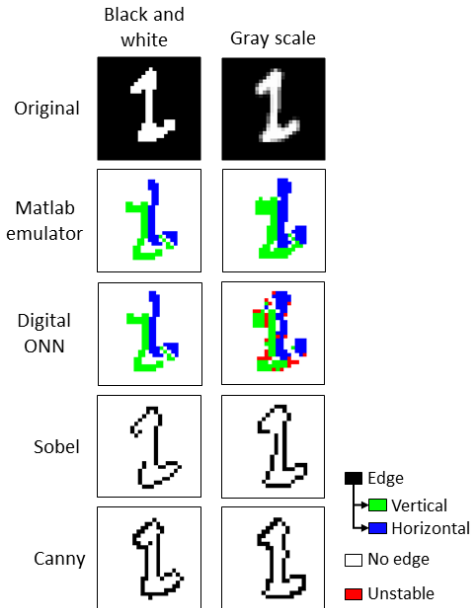 Black and
white
Gray scale
Original
Matlab
emulator
Digital
ONN
Sobel
Canny
Edge
Vertical
Horizontal
No edge
Unstable